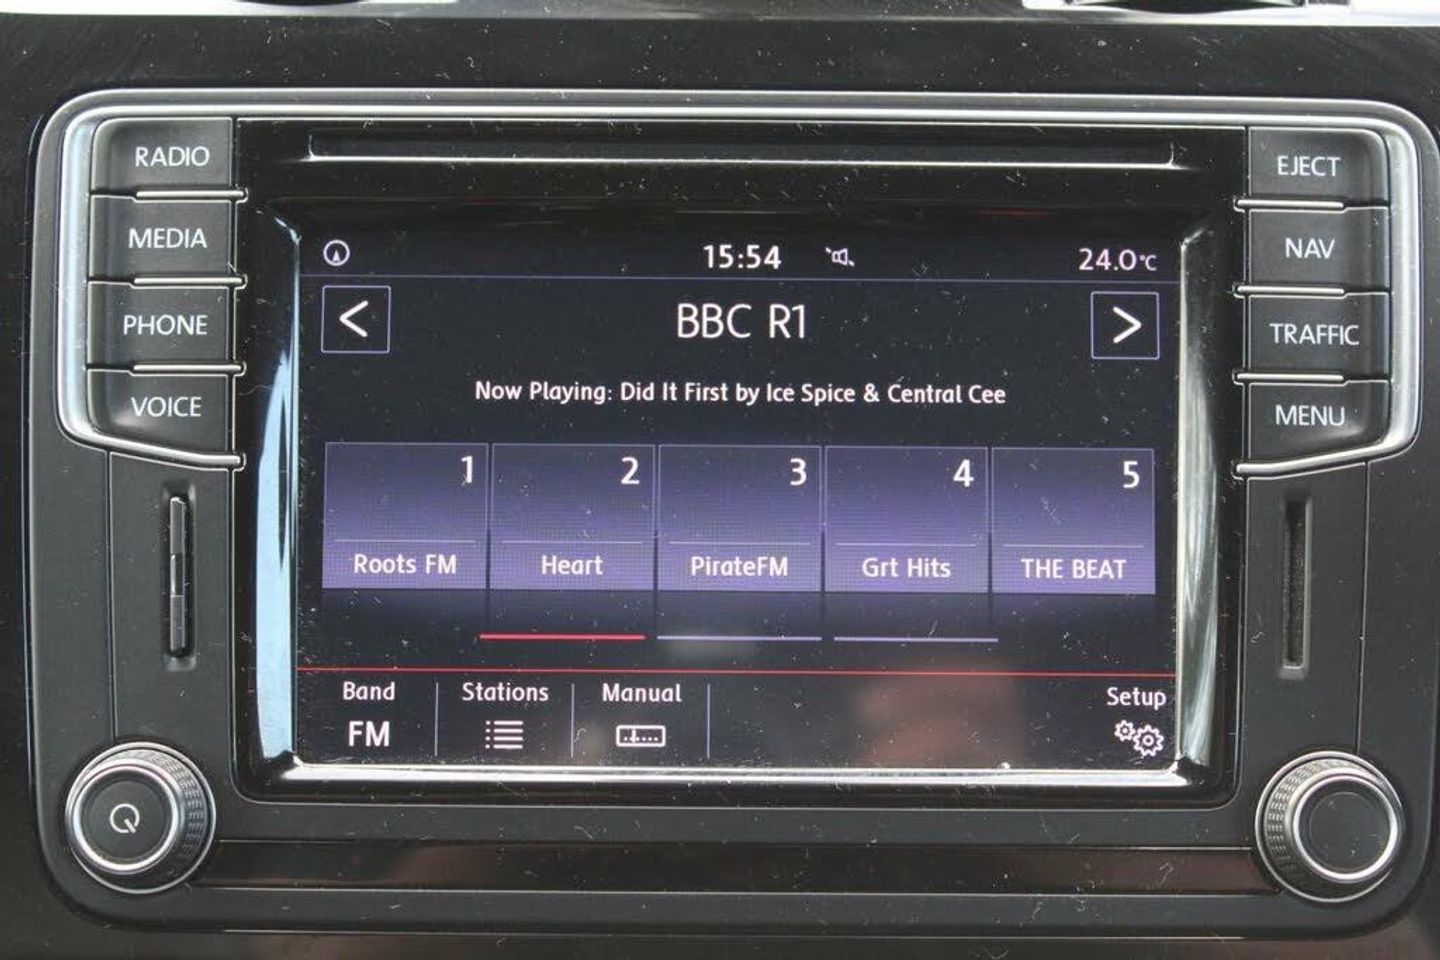 RADIO
MEDIA
PHONE
VOICE
EJECT
NAV
TRAFFIC
MENU
15:54
24.0°C
<
BBC R1
>
Now Playing: Did It First by Ice Spice & Central Cee
1
2
3
4
5
Roots FM
Heart
PirateFM
Grt Hits
THE BEAT
Band
Stations
Manual
Setup
FM